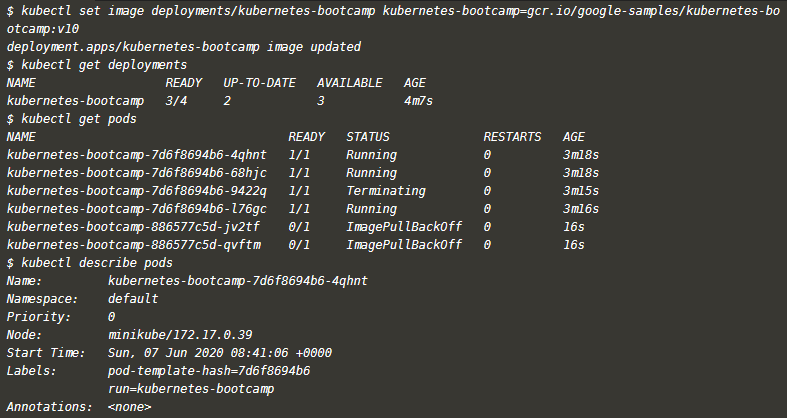 $ kubectl set image deployments/kubernetes-bootcamp kubernetes-bootcamp=gcr.io/google-samples/kubernetes-bo
otcamp:v10
deployment.apps/kubernetes-bootcamp image updated
$ kubectl get deployments
NAME                  READY   UP-TO-DATE   AVAILABLE   AGE
kubernetes-bootcamp   3/4     2            3           4m7s
$ kubectl get pods
NAME                                   READY   STATUS             RESTARTS   AGE
kubernetes-bootcamp-7d6f8694b6-4qhnt   1/1     Running            0          3m18s
kubernetes-bootcamp-7d6f8694b6-68hjc   1/1     Running            0          3m18s
kubernetes-bootcamp-7d6f8694b6-9422q   1/1     Terminating        0          3m15s
kubernetes-bootcamp-7d6f8694b6-l76gc   1/1     Running            0          3m16s
kubernetes-bootcamp-886577c5d-jv2tf    0/1     ImagePullBackOff   0          16s
kubernetes-bootcamp-886577c5d-qvftm    0/1     ImagePullBackOff   0          16s
$ kubectl describe pods
Name:         kubernetes-bootcamp-7d6f8694b6-4qhnt
Namespace:    default
Priority:     0
Node:         minikube/172.17.0.39
Start Time:   Sun, 07 Jun 2020 08:41:06 +0000
Labels:       pod-template-hash=7d6f8694b6
              run=kubernetes-bootcamp
Annotations:  <none>